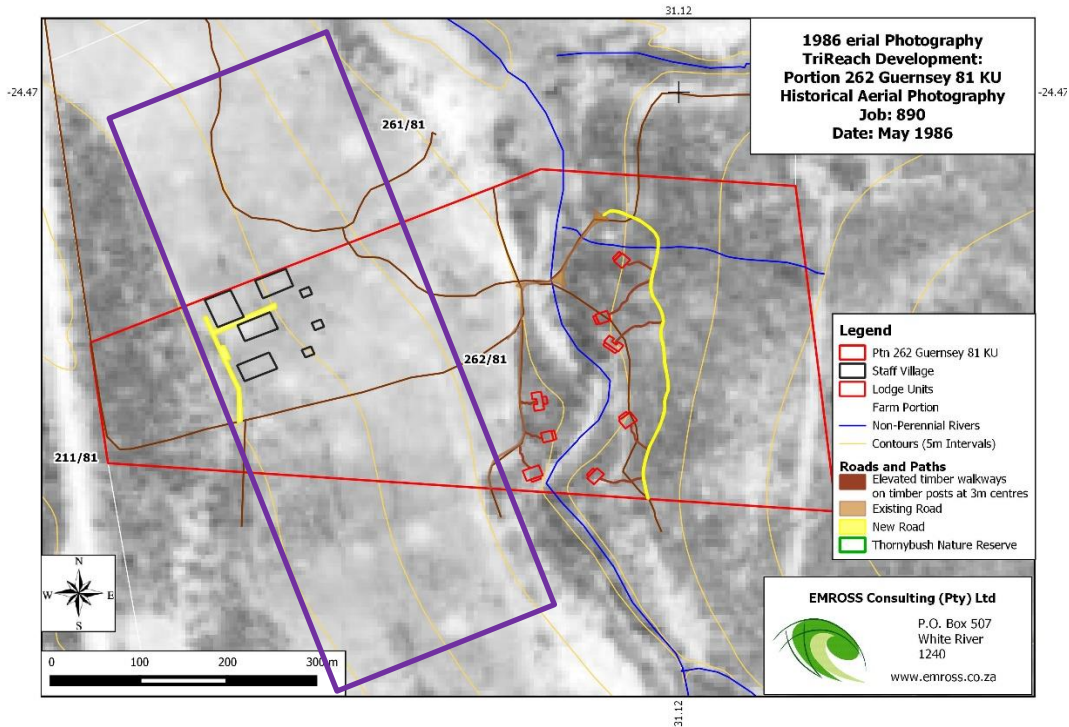 31.12
1986 erial Photography
TriReach Development:
Portion 262 Guernsey 81 KU
Historical Aerial Photography
Job: 890
Date: May 1986
-24.47
-24.47
261/81
262/81
211/81
Legend
Ptn 262 Guernsey 81 KU
Staff Village
Lodge Units
Farm Portion
Non-Perennial Rivers
Contours (5m Intervals)
Roads and Paths
Elevated timber walkways
on timber posts at 3m centres
Existing Road
New Road
Thornybush Nature Reserve
N
W E
S
0 100 200 300 m
EMROSS Consulting (Pty) Ltd
P.O. Box 507
White River
1240
www.emross.co.za
31.12